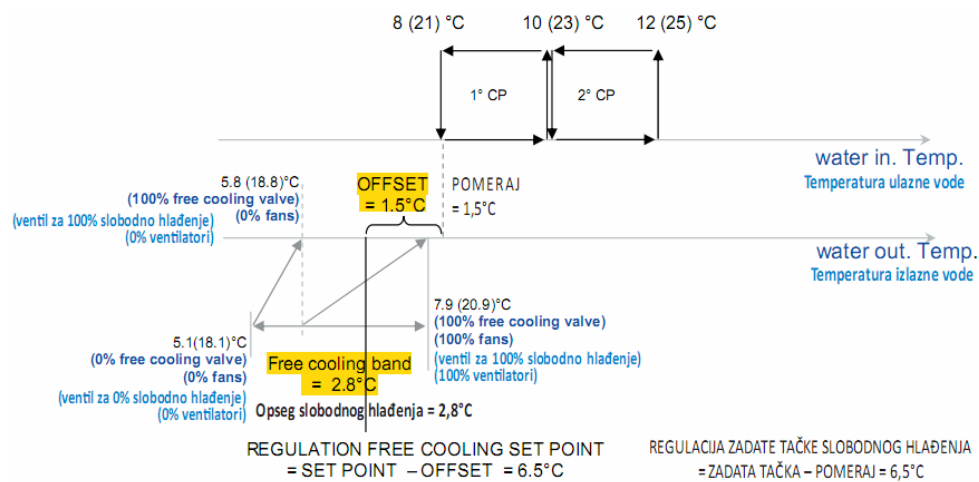 8 (21) °C
10 (23) °C
12 (25) °C
1° CP
2° CP
water in. Temp.
Temperatura ulazne vode
5.8 (18.8)°C
(100% free cooling valve)
(0% fans)
(ventil za 100% slobodno hlađenje)
(0% ventilatori)
OFFSET
= 1.5°C
POMERAJ
= 1,5°C
water out. Temp.
Temperatura izlazne vode
7.9 (20.9)°C
(100% free cooling valve)
(100% fans)
(ventil za 100% slobodno hlađenje)
(100% ventilatori)
5.1(18.1)°C
(0% free cooling valve)
(0% fans)
(ventil za 0% slobodno hlađenje)
(0% ventilatori)
Free cooling band
= 2.8°C
Opseg slobodnog hlađenja = 2,8°C
REGULATION FREE COOLING SET POINT
= SET POINT – OFFSET = 6.5°C
REGULACIJA ZADATE TAČKE SLOBODNOG HLAĐENJA
= ZADATA TAČKA – POMERAJ = 6,5°C